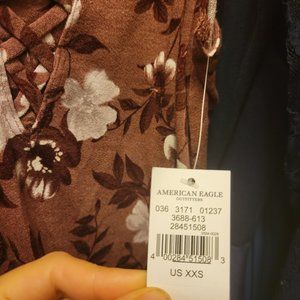 AMERICAN EAGLE
OUTFITTERS
036 3171 01237
3688-613
28451508
4 00284 51508 3
US XXS